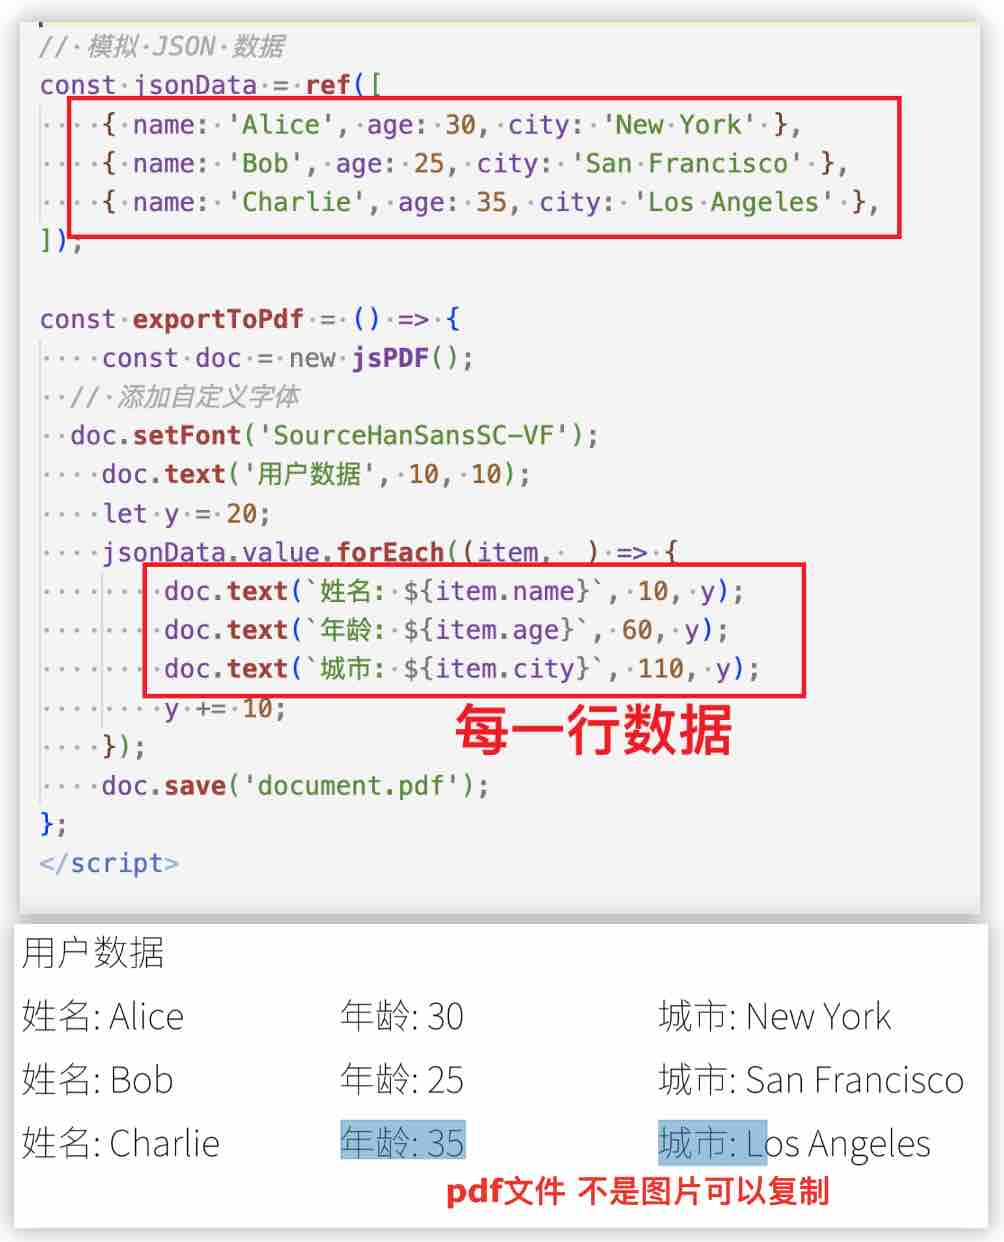 // 模拟 JSON 数据
const jsonData = ref([
{ name: 'Alice', age: 30, city: 'New York' },
{ name: 'Bob', age: 25, city: 'San Francisco' },
{ name: 'Charlie', age: 35, city: 'Los Angeles' },
]);
const exportToPdf = () => {
const doc = new jsPDF();
// 添加自定义字体
doc.setFont('SourceHanSansSC-VF');
doc.text('用户数据', 10, 10);
let y = 20;
jsonData.value.forEach((item, ) => {
doc.text(`姓名: ${item.name}`, 10, y);
doc.text(`年龄: ${item.age}`, 60, y);
doc.text(`城市: ${item.city}`, 110, y);
y += 10;
每一行数据
});
doc.save('document.pdf');
};
</script>
用户数据
姓名: Alice 年龄: 30 城市: New York
姓名: Bob 年龄: 25 城市: San Francisco
姓名: Charlie 年龄: 35 城市: Los Angeles
pdf文件 不是图片可以复制